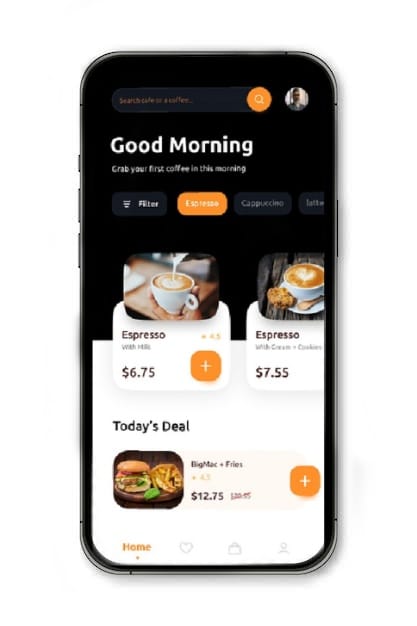 Search cafe or a coffee...
Good Morning
Grab your first coffee in this morning
Filter
Espresso
Cappuccino
latte
Espresso
4.5
With Milk
$6.75
Espresso
With Cream + Cookies
$7.55
Today's Deal
BigMac + Fries
4.5
$12.75
Home